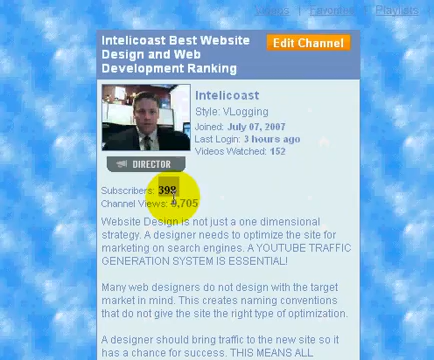 Videos | Favorites | Playlists
Intelicoast Best Website
Design and Web
Development Ranking
Edit Channel
Intelicoast
Style: VLogging
Joined: July 07, 2007
Last Login: 3 hours ago
Videos Watched: 152
DIRECTOR
Subscribers: 398
Channel Views: 9,705
Website Design is not just a one dimensional
strategy. A designer needs to optimize the site for
marketing on search engines. A YOUTUBE TRAFFIC
GENERATION SYSTEM IS ESSENTIAL!
Many web designers do not design with the target
market in mind. This creates naming conventions
that do not give the site the right type of optimization.
A designer should bring traffic to the new site so it
has a chance for success. THIS MEANS ALL